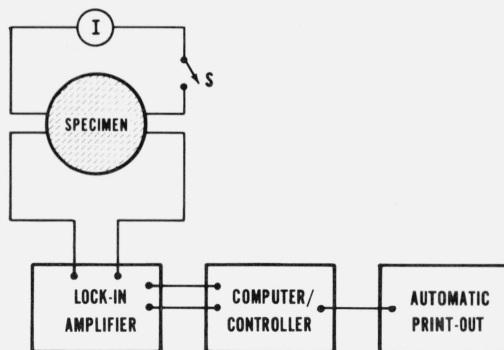 I
S
SPECIMEN
LOCK-IN
AMPLIFIER
COMPUTER/
CONTROLLER
AUTOMATIC
PRINT-OUT